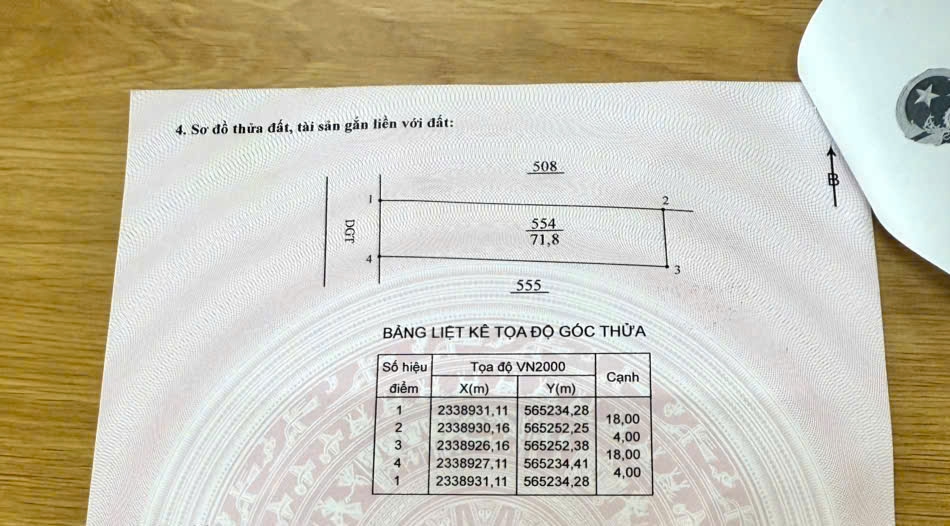 4. Sơ đồ thửa đất, tài sản gắn liền với đất:
508
B
1
2
DGT
554
71,8
4
3
555
BẢNG LIỆT KÊ TỌA ĐỘ GÓC THỬA
Số hiệu điểm Tọa độ VN2000 Cạnh
X(m) Y(m)
1 2338931,11 565234,28
18,00
2 2338930,16 565252,25
4,00
3 2338926,16 565252,38
18,00
4 2338927,11 565234,41
4,00
1 2338931,11 565234,28